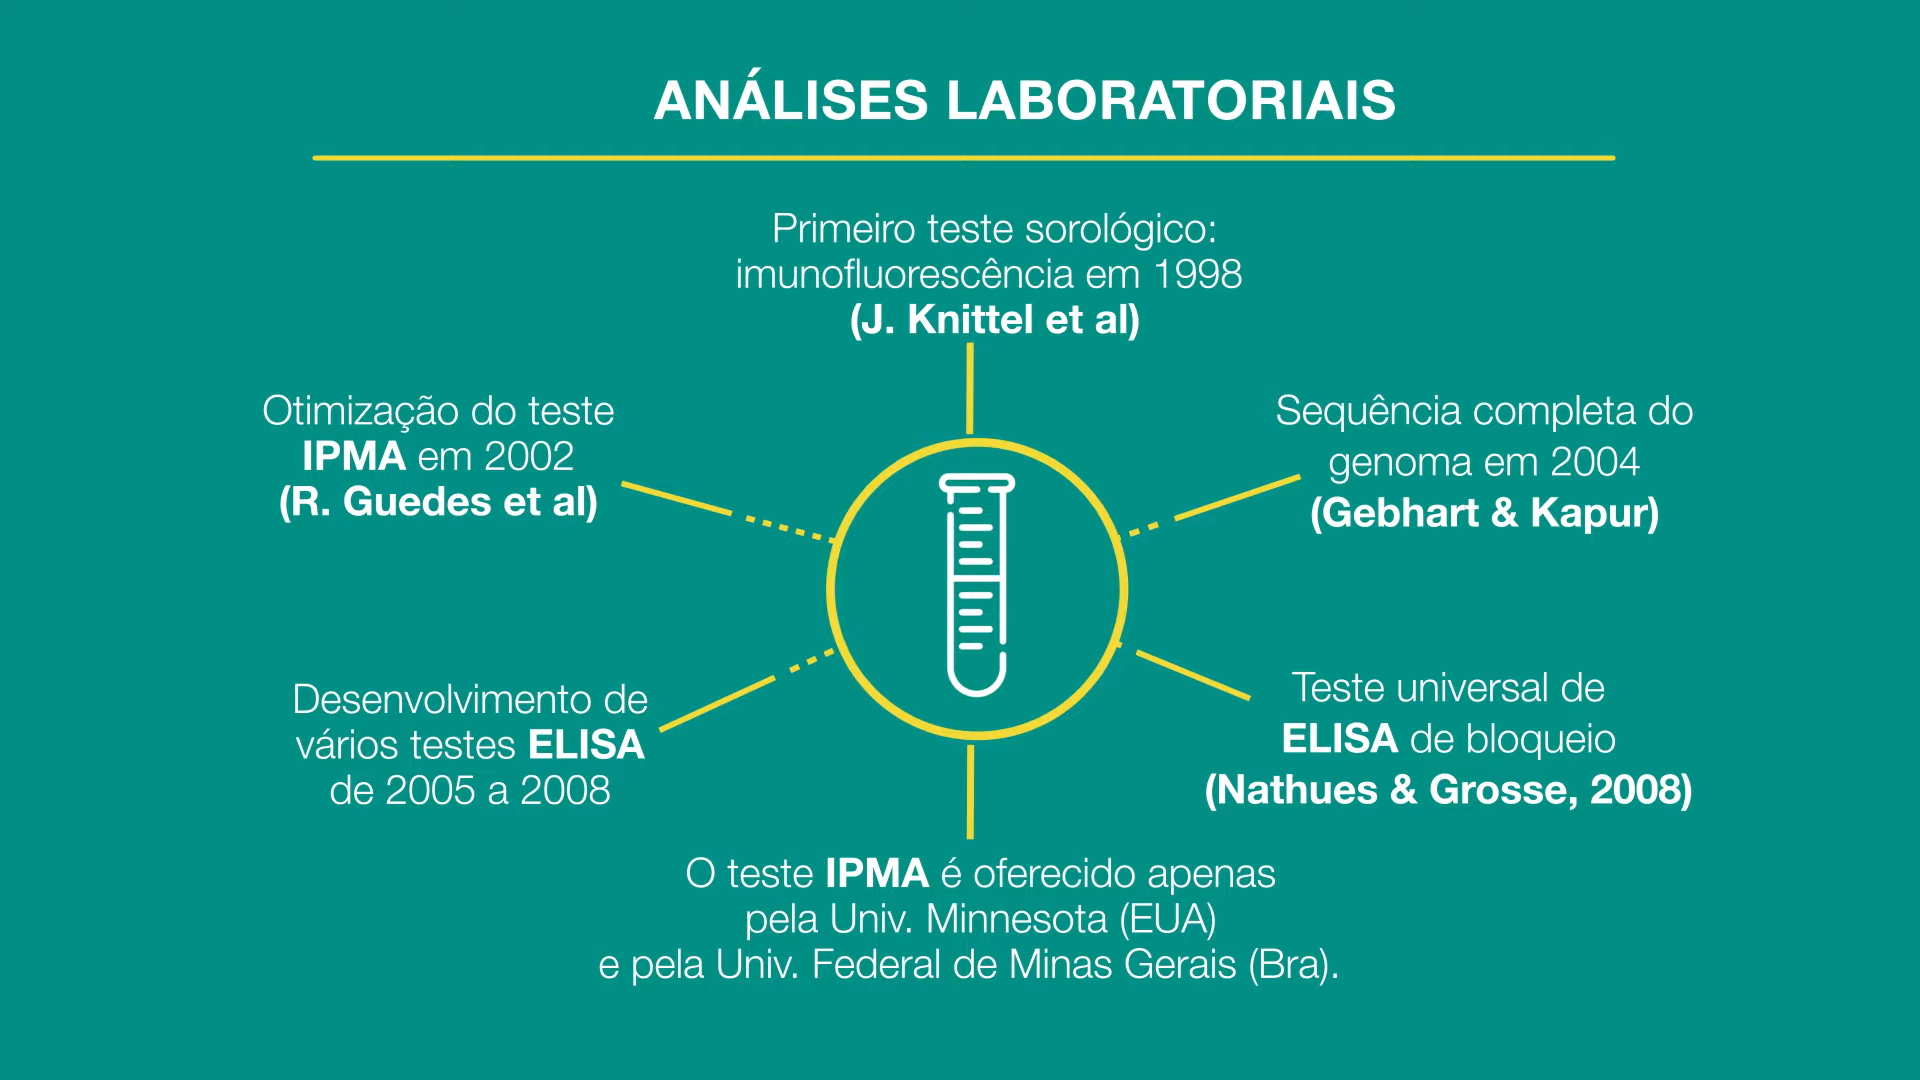 ANÁLISES LABORATORIAIS
Primeiro teste sorológico:
imunofluorescência em 1998
(J. Knittel et al)
Otimização do teste
IPMA em 2002
(R. Guedes et al)
Sequência completa do
genoma em 2004
(Gebhart & Kapur)
Desenvolvimento de
vários testes ELISA
de 2005 a 2008
Teste universal de
ELISA de bloqueio
(Nathues & Grosse, 2008)
O teste IPMA é oferecido apenas
pela Univ. Minnesota (EUA)
e pela Univ. Federal de Minas Gerais (Bra).